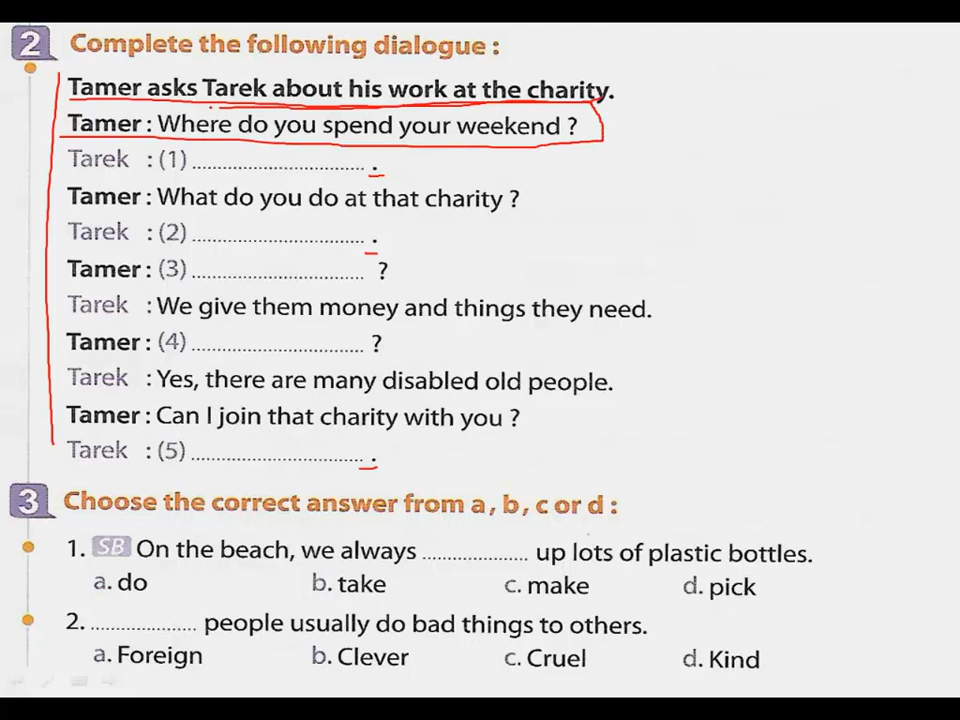 2 Complete the following dialogue :
Tamer asks Tarek about his work at the charity.
Tamer : Where do you spend your weekend ?
Tarek : (1) ................................ .
Tamer : What do you do at that charity ?
Tarek : (2) ................................ .
Tamer : (3) ................................ ?
Tarek : We give them money and things they need.
Tamer : (4) ................................ ?
Tarek : Yes, there are many disabled old people.
Tamer : Can I join that charity with you ?
Tarek : (5) ................................ .
3 Choose the correct answer from a , b , c or d :
1. SB On the beach, we always .................... up lots of plastic bottles.
a. do b. take c. make d. pick
2. .................... people usually do bad things to others.
a. Foreign b. Clever c. Cruel d. Kind